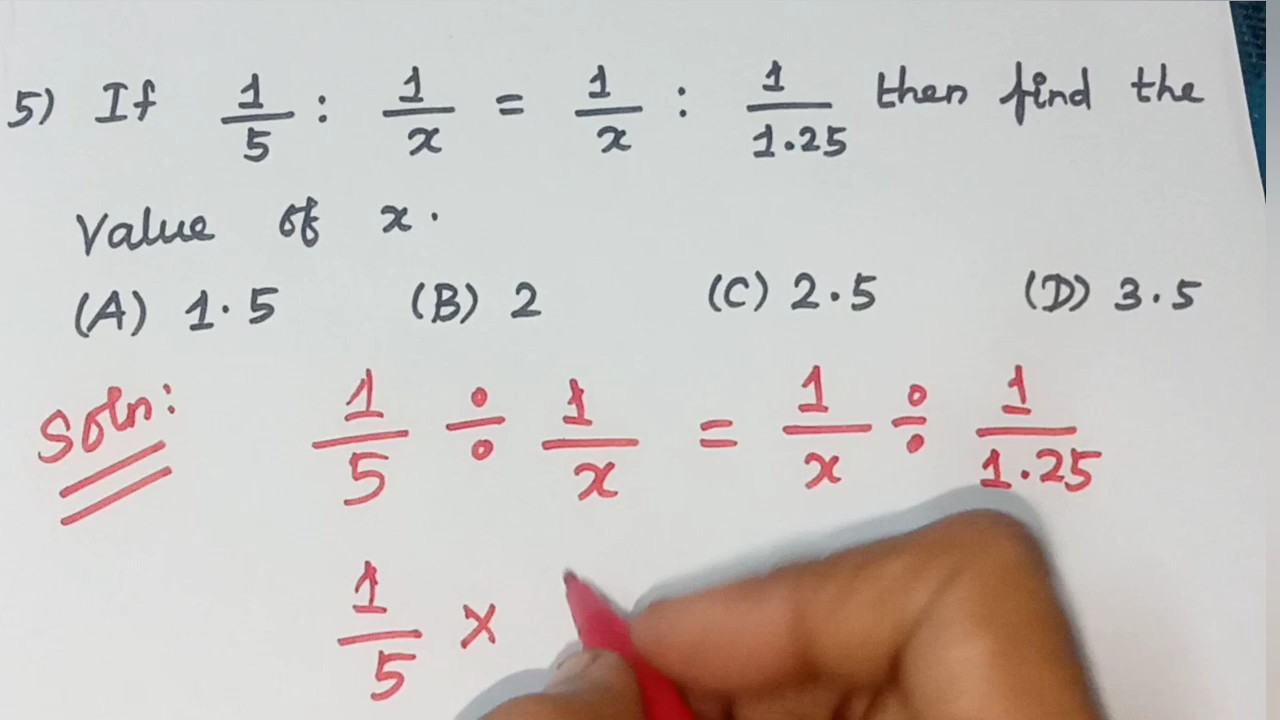 5) If 1/5 : 1/x = 1/x : 1/1.25 then find the
Value of x.
(A) 1.5 (B) 2 (C) 2.5 (D) 3.5
Soln: 1/5 ÷ 1/x = 1/x ÷ 1/1.25
1/5 ×